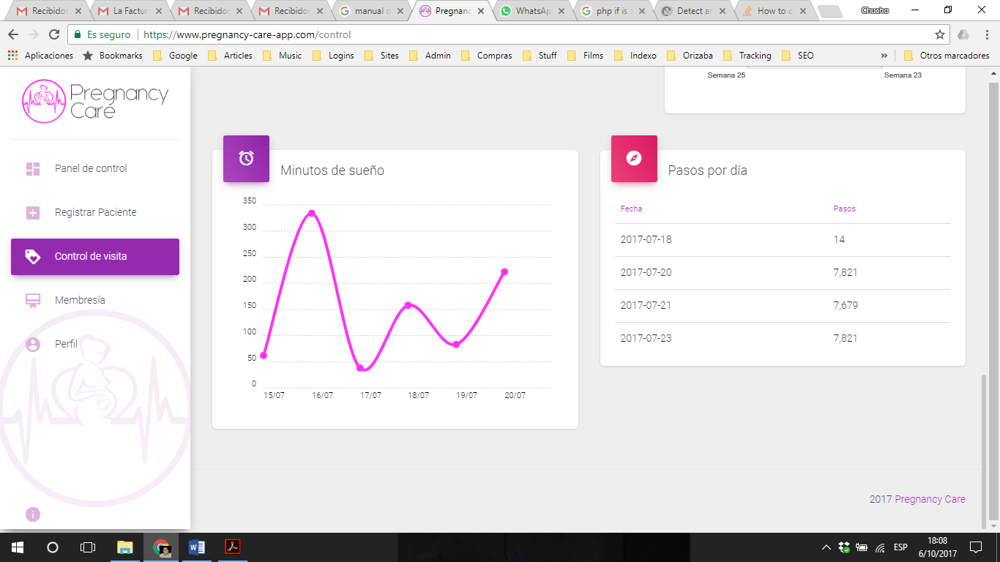 Recibidos
La Factur
Recibidos
Recibidos
manual d
Pregnanc
WhatsAp
php if is a
Detect an
How to c
Chucho
Es seguro
https://www.pregnancy-care-app.com/control
Aplicaciones
Bookmarks
Google
Articles
Music
Logins
Sites
Admin
Compras
Stuff
Films
Indexo
Orizaba
Tracking
SEO
»
Otros marcadores
Pregnancy
Care
Panel de control
Registrar Paciente
Control de visita
Membresía
Perfil
Semana 25
Semana 23
Minutos de sueño
350
300
250
200
150
100
50
0
15/07
16/07
17/07
18/07
19/07
20/07
Pasos por día
Fecha Pasos
2017-07-18 14
2017-07-20 7,821
2017-07-21 7,679
2017-07-23 7,821
2017 Pregnancy Care
ESP
18:08
6/10/2017